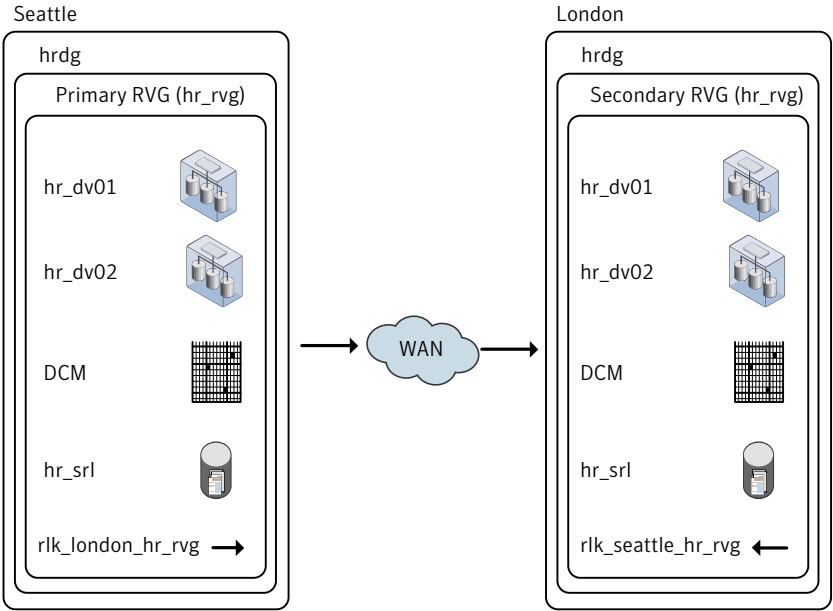 Seattle
hrdg
Primary RVG (hr_rvg)
hr_dv01
hr_dv02
DCM
hr_srl
rlk_london_hr_rvg
WAN
London
hrdg
Secondary RVG (hr_rvg)
hr_dv01
hr_dv02
DCM
hr_srl
rlk_seattle_hr_rvg